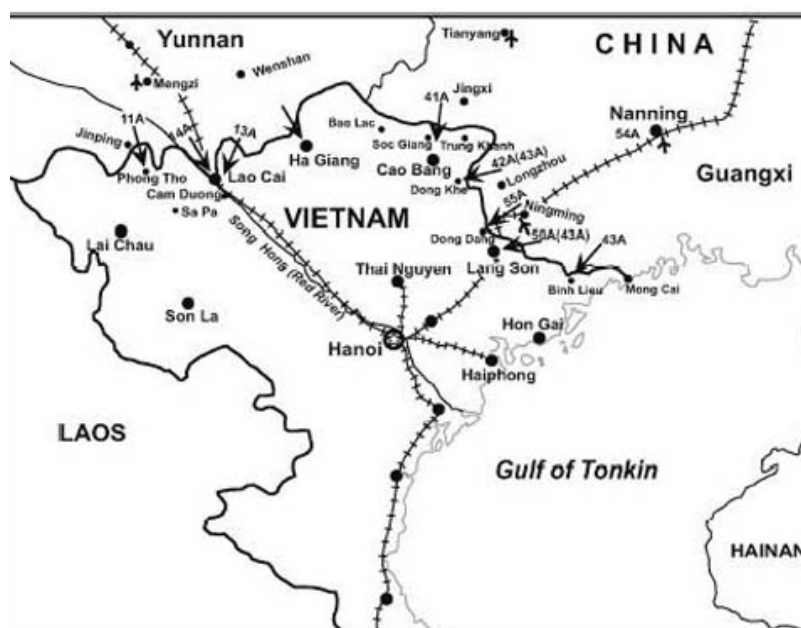 Yunnan
Tianyang
CHINA
Wenshan
Mengzi
Jingxi
11A
14A
13A
41A
Nanning
54A
Jinping
Bao Lac
Soc Giang
Trung Khanh
Ha Giang
42A(43A)
Phong Tho
Lao Cai
Cao Bang
Longzhou
Guangxi
Cam Duong
Dong Khe
55A
Sa Pa
VIETNAM
Ningming
Lai Chau
Dong Dang
58A(43A)
43A
Song Hong (Red River)
Thai Nguyen
Lang Son
Binh Lieu
Mong Cai
Son La
Hon Gai
Hanoi
Haiphong
LAOS
Gulf of Tonkin
HAINAN